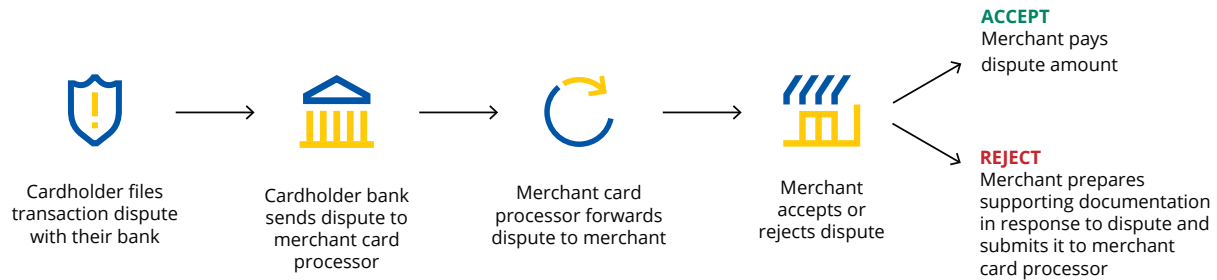 Cardholder files
transaction dispute
with their bank
Cardholder bank
sends dispute to
merchant card
processor
Merchant card
processor forwards
dispute to merchant
Merchant
accepts or
rejects dispute
ACCEPT
Merchant pays
dispute amount
REJECT
Merchant prepares
supporting documentation
in response to dispute and
submits it to merchant
card processor